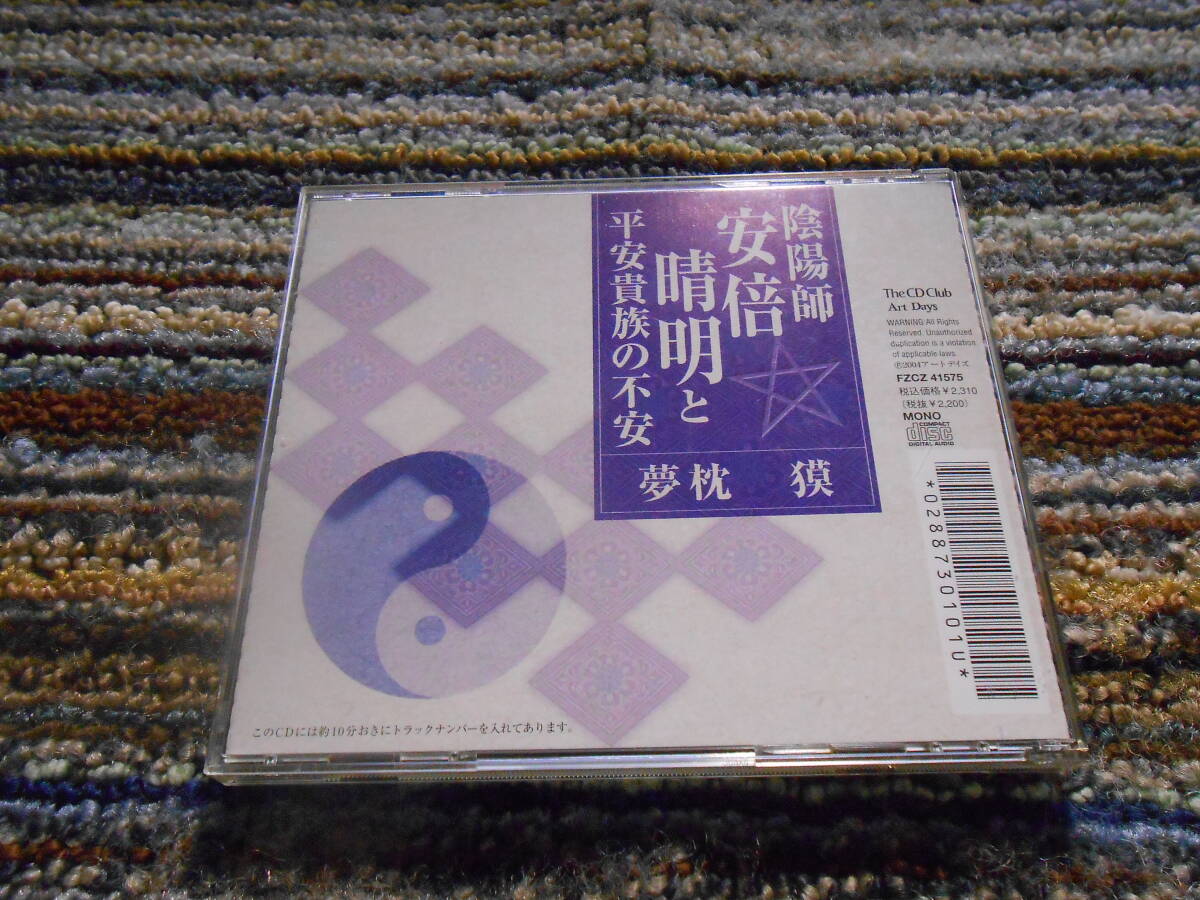 陰陽師
安倍
晴明と
平安貴族の不安
夢枕 獏
The CD Club
Art Days
WARNING: All Rights
Reserved. Unauthorized
duplication is a violation
of applicable laws.
Ⓟ2004アートデイズ
FZCZ 41575
税込価格¥2,310
(税抜¥2,200)
MONO
COMPACT
disc
DIGITAL AUDIO
*0288730101U*
このCDには約10分おきにトラックナンバーを入れてあります。